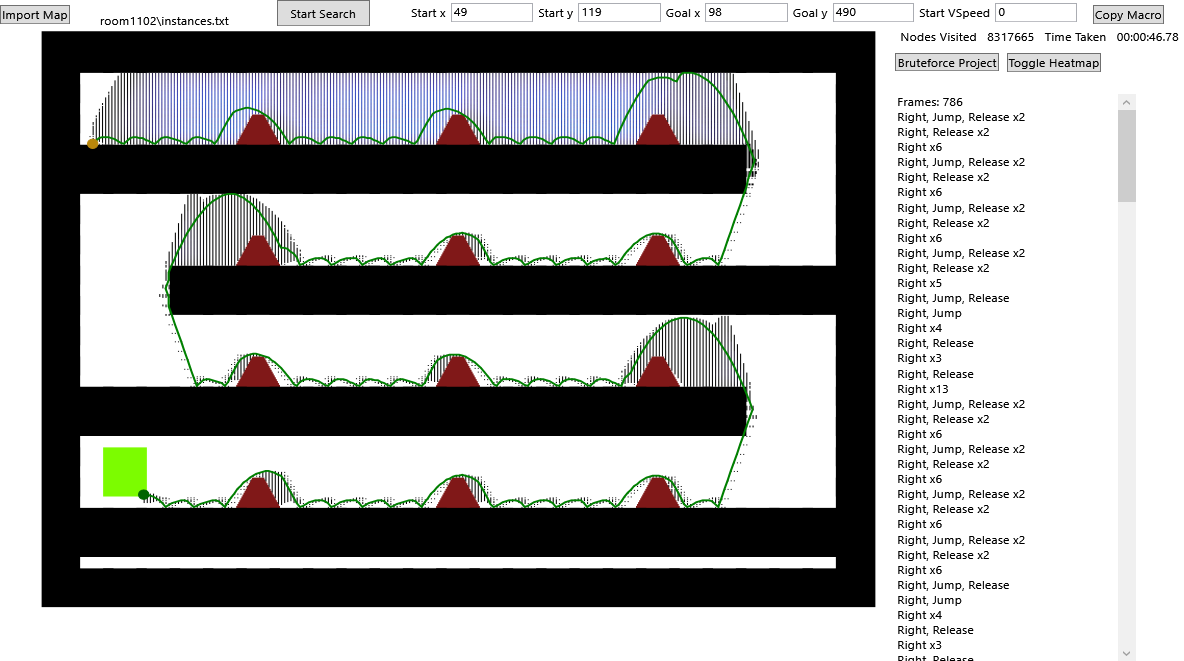 Import Map
room1102\instances.txt
Start Search
Start x 49 Start y 119 Goal x 98 Goal y 490 Start VSpeed 0
Copy Macro
Nodes Visited 8317665 Time Taken 00:00:46.78
Bruteforce Project Toggle Heatmap
Frames: 786
Right, Jump, Release x2
Right, Release x2
Right x6
Right, Jump, Release x2
Right, Release x2
Right x6
Right, Jump, Release x2
Right, Release x2
Right x6
Right, Jump, Release x2
Right, Release x2
Right x5
Right, Jump, Release
Right, Jump
Right x4
Right, Release
Right x3
Right, Release
Right x13
Right, Jump, Release x2
Right, Release x2
Right x6
Right, Jump, Release x2
Right, Release x2
Right x6
Right, Jump, Release x2
Right, Release x2
Right x6
Right, Jump, Release x2
Right, Release x2
Right x6
Right, Jump, Release
Right, Jump
Right x4
Right, Release
Right x3
Right, Release